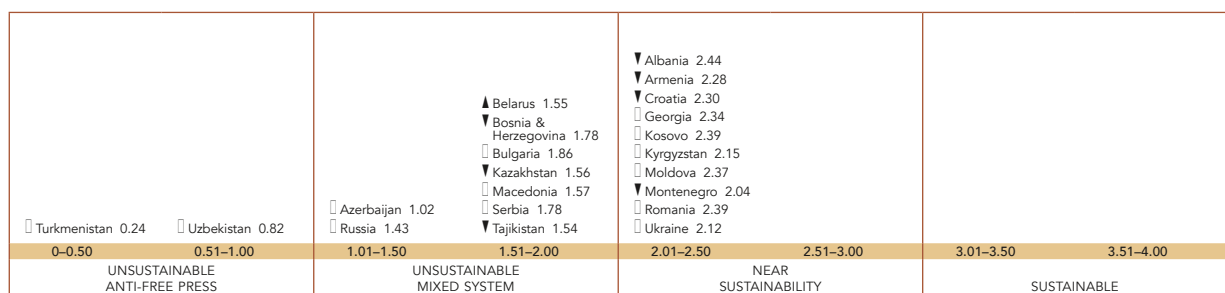 Turkmenistan 0.24
Uzbekistan 0.82
Azerbaijan 1.02
Russia 1.43
▲ Belarus 1.55
▼ Bosnia &
Herzegovina 1.78
Bulgaria 1.86
▼ Kazakhstan 1.56
Macedonia 1.57
Serbia 1.78
▼ Tajikistan 1.54
▼ Albania 2.44
▼ Armenia 2.28
▼ Croatia 2.30
Georgia 2.34
Kosovo 2.39
Kyrgyzstan 2.15
Moldova 2.37
▼ Montenegro 2.04
Romania 2.39
Ukraine 2.12
0–0.50
0.51–1.00
1.01–1.50
1.51–2.00
2.01–2.50
2.51–3.00
3.01–3.50
3.51–4.00
UNSUSTAINABLE
ANTI-FREE PRESS
UNSUSTAINABLE
MIXED SYSTEM
NEAR
SUSTAINABILITY
SUSTAINABLE